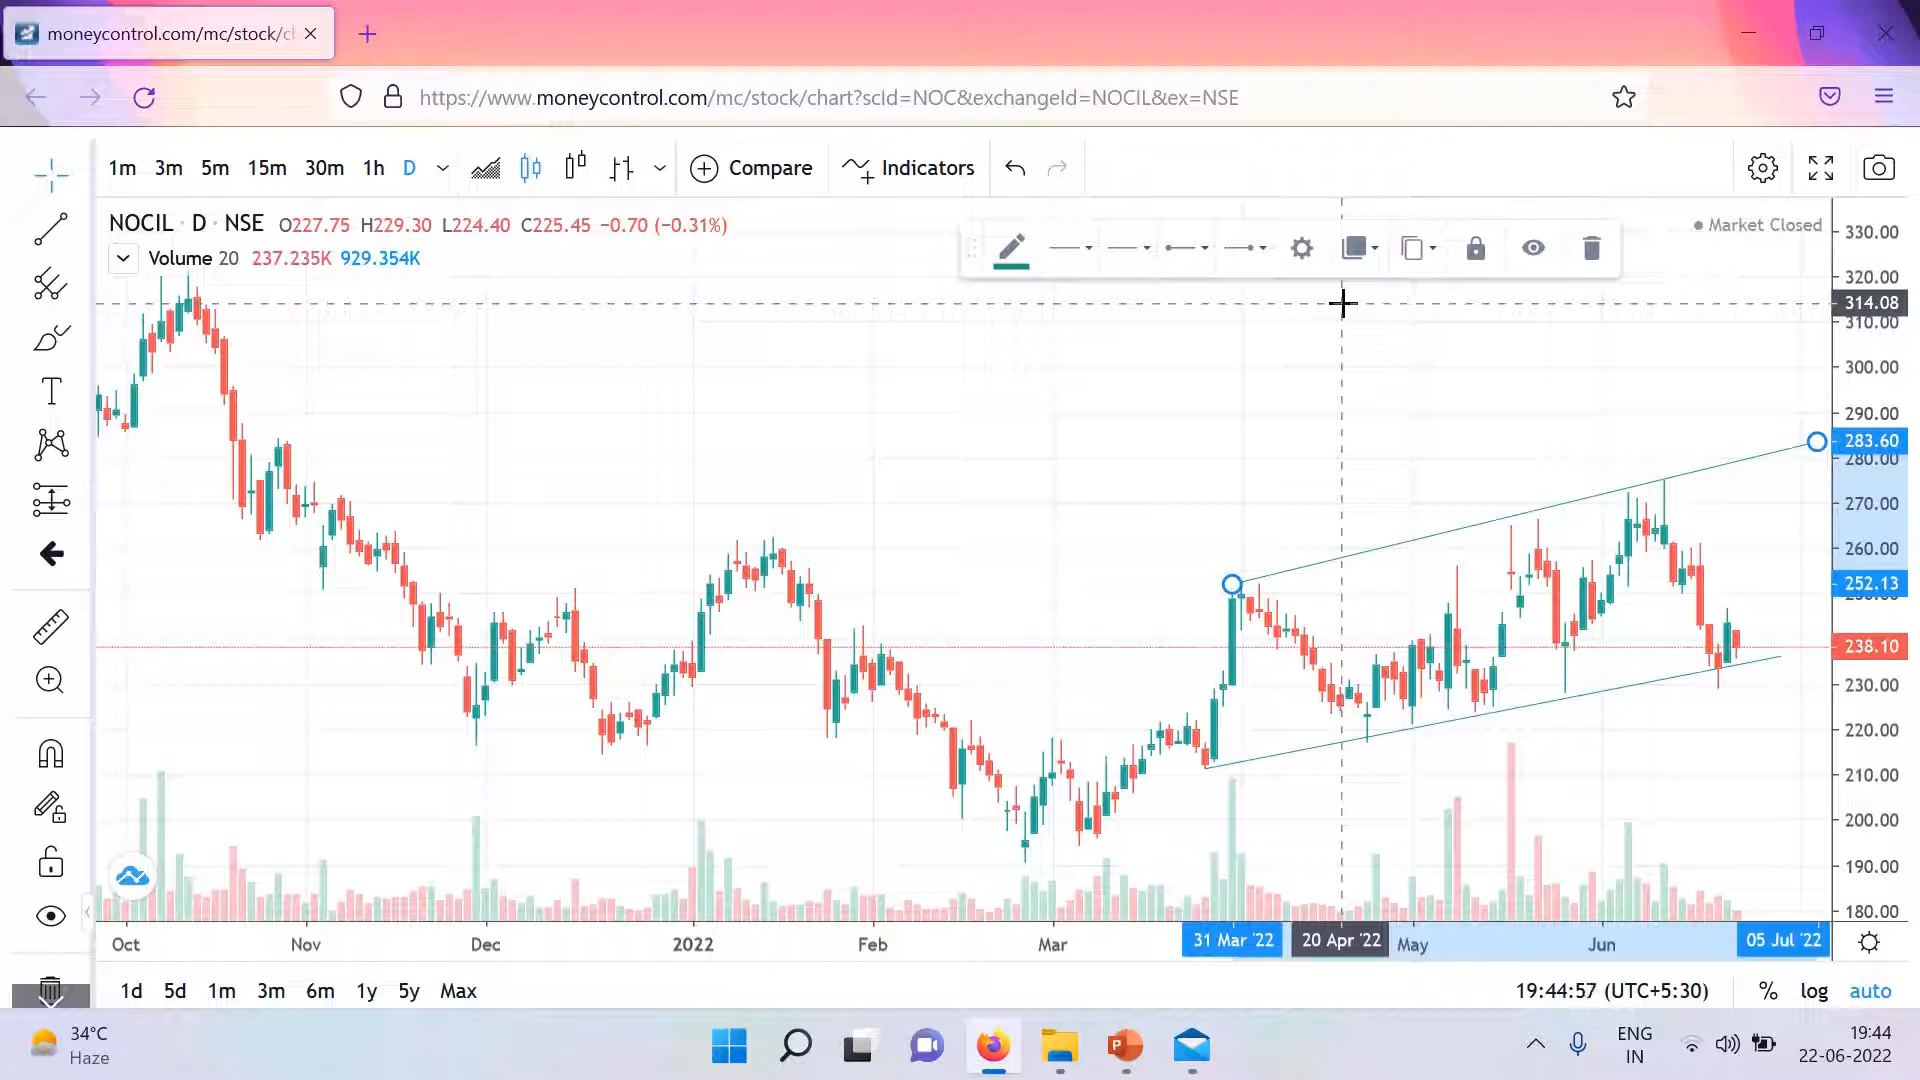 moneycontrol.com/mc/stock/c
https://www.moneycontrol.com/mc/stock/chart?scId=NOC&exchangeId=NOCIL&ex=NSE
1m 3m 5m 15m 30m 1h D Compare Indicators
NOCIL · D · NSE O227.75 H229.30 L224.40 C225.45 −0.70 (−0.31%)
Market Closed
Volume 20 237.235K 929.354K
330.00
320.00
314.08
310.00
300.00
290.00
283.60
280.00
270.00
260.00
252.13
238.10
230.00
220.00
210.00
200.00
190.00
180.00
Oct Nov Dec 2022 Feb Mar 31 Mar '22 20 Apr '22 May Jun 05 Jul '22
1d 5d 1m 3m 6m 1y 5y Max 19:44:57 (UTC+5:30) % log auto
34°C
Haze
ENG
IN
19:44
22-06-2022